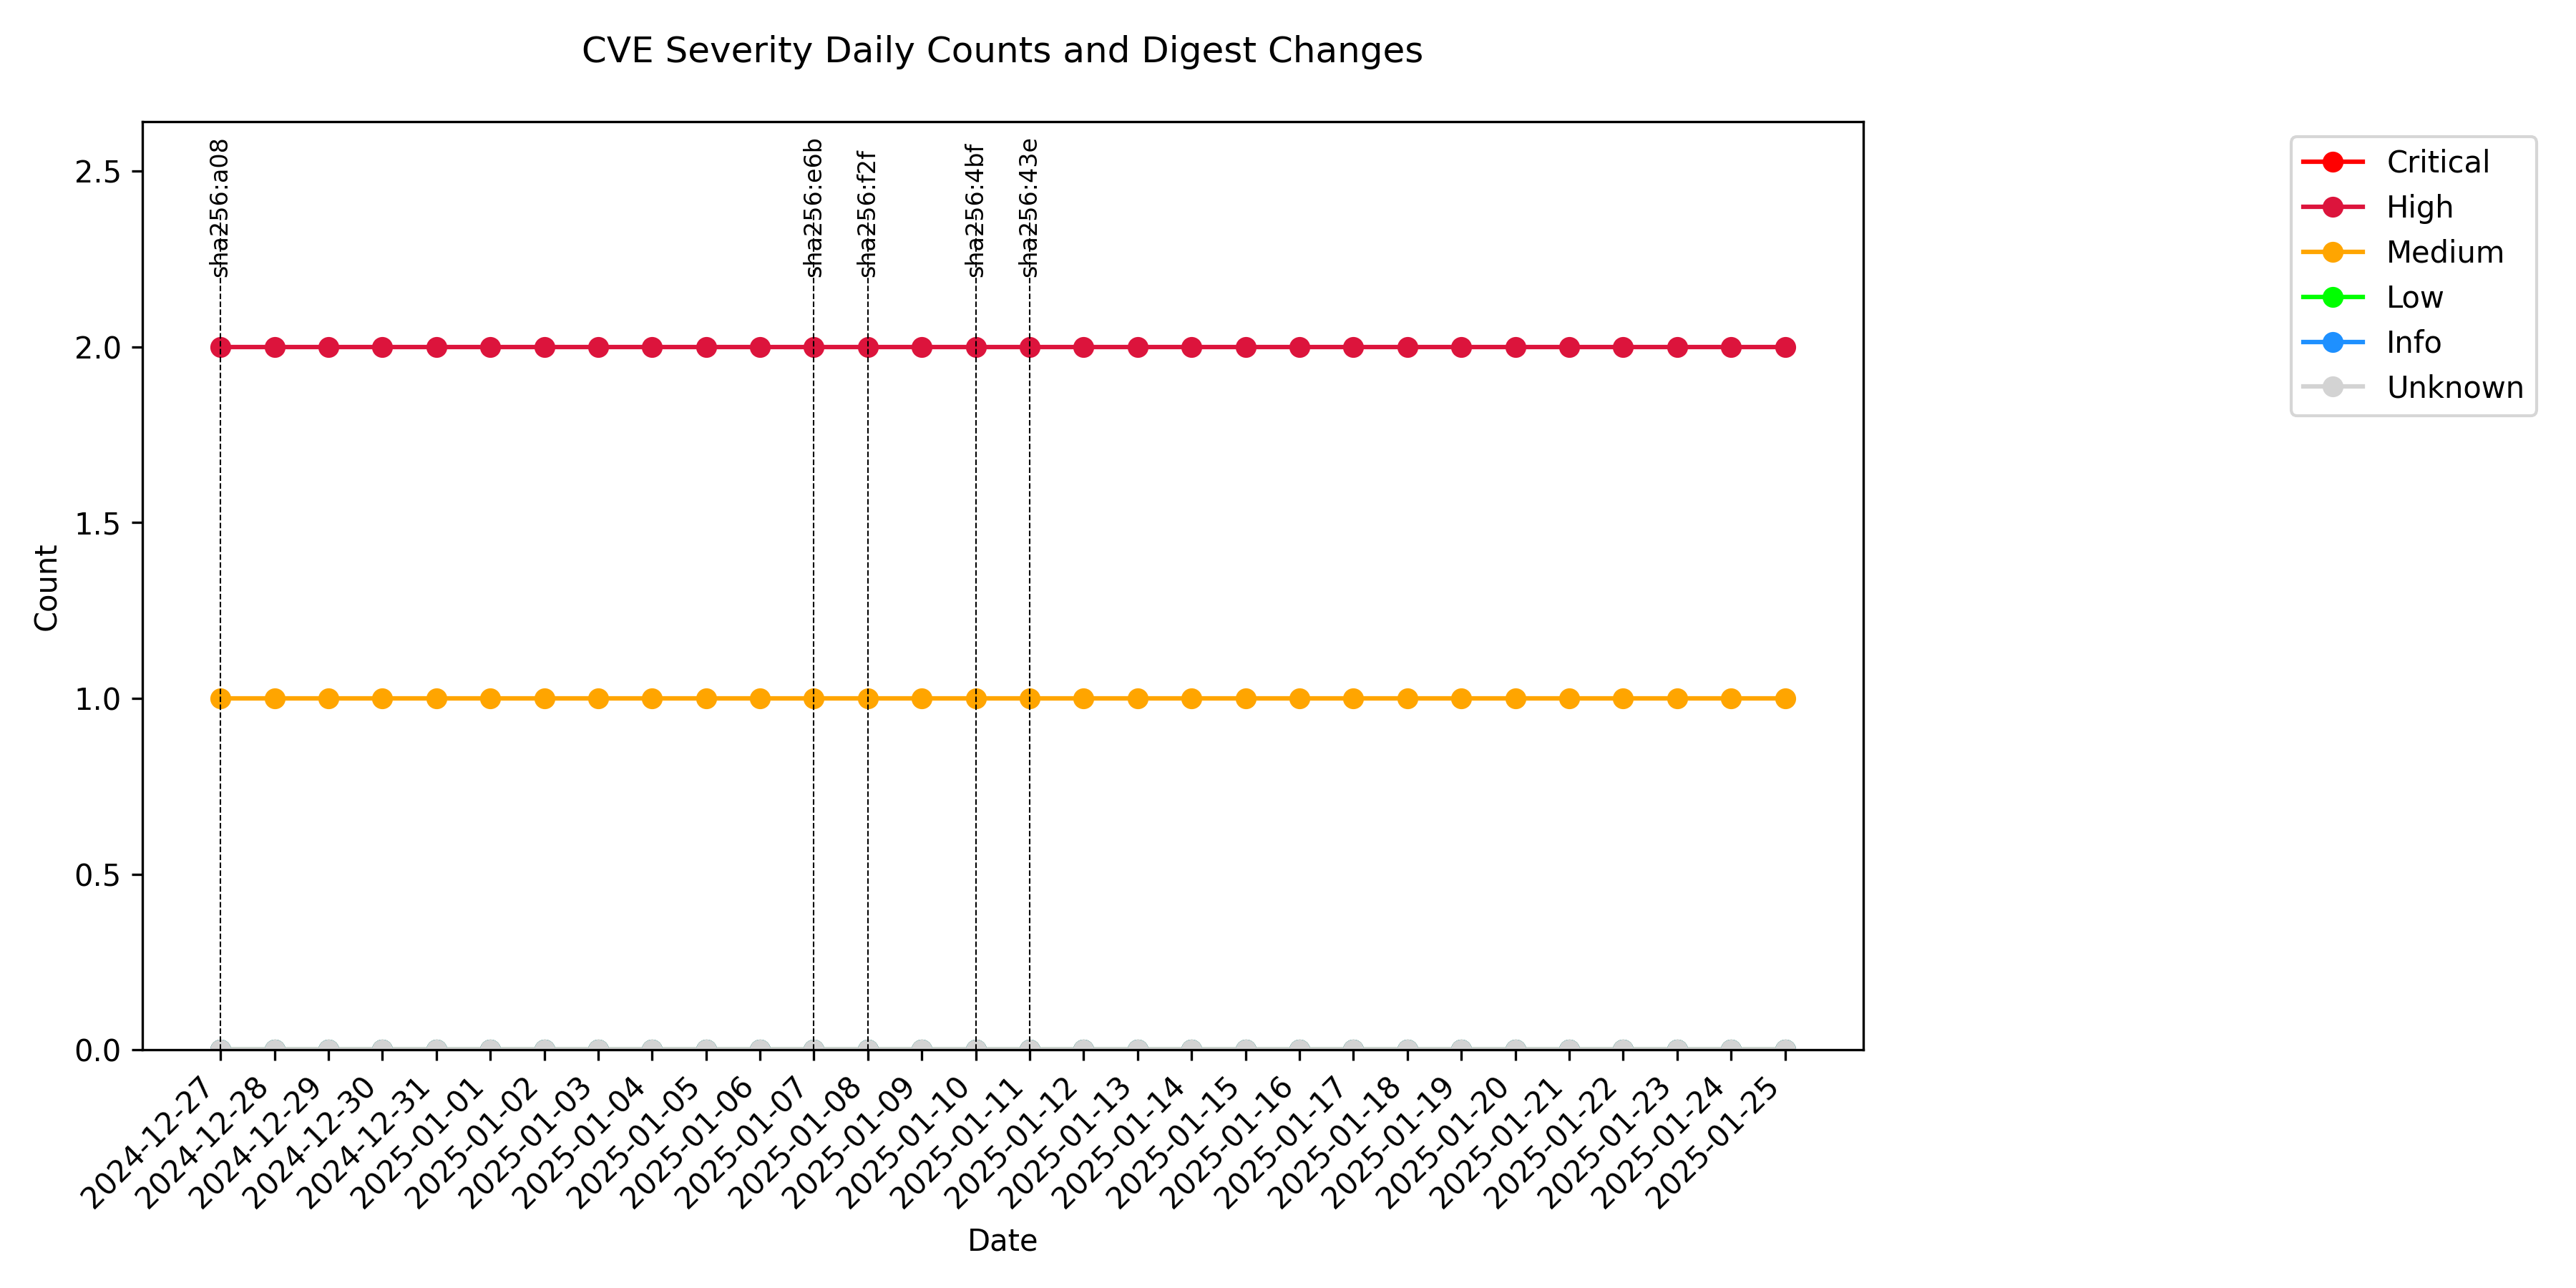 CVE Severity Daily Counts and Digest Changes
sha256:a08
sha256:e6b
sha256:f2f
sha256:4bf
sha256:43e
2.5
2.0
1.5
1.0
0.5
0.0
Count
2024-12-27
2024-12-28
2024-12-29
2024-12-30
2024-12-31
2025-01-01
2025-01-02
2025-01-03
2025-01-04
2025-01-05
2025-01-06
2025-01-07
2025-01-08
2025-01-09
2025-01-10
2025-01-11
2025-01-12
2025-01-13
2025-01-14
2025-01-15
2025-01-16
2025-01-17
2025-01-18
2025-01-19
2025-01-20
2025-01-21
2025-01-22
2025-01-23
2025-01-24
2025-01-25
Date
Critical
High
Medium
Low
Info
Unknown